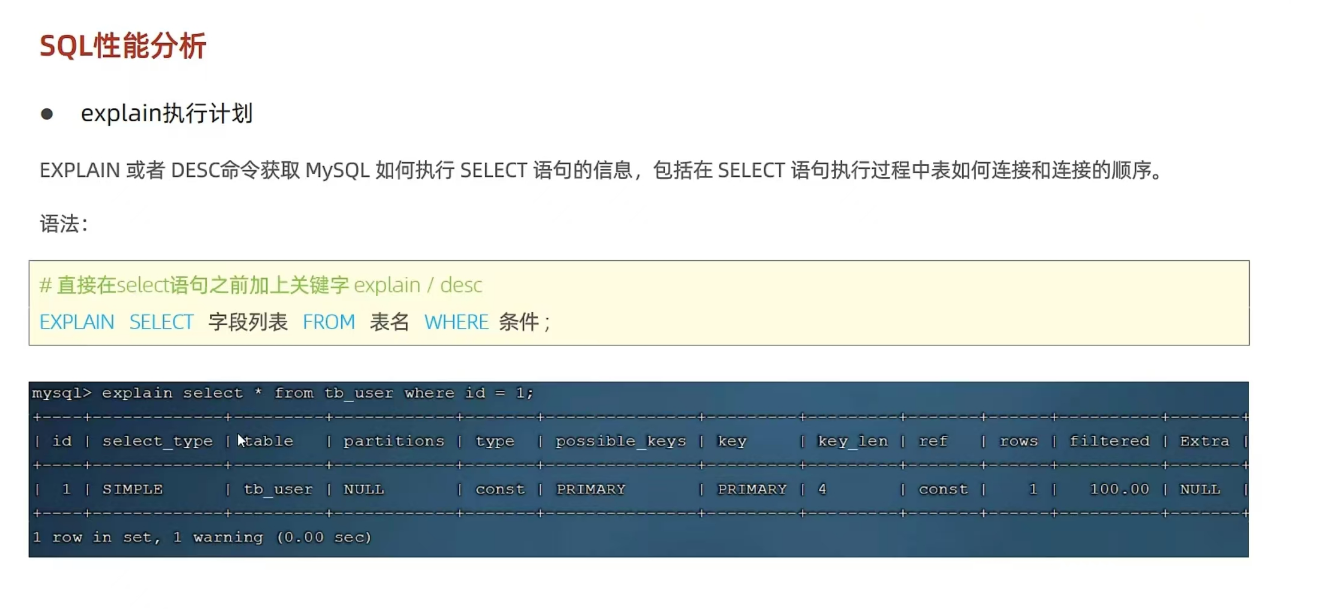 SQL性能分析
● explain执行计划
EXPLAIN 或者 DESC命令获取 MySQL 如何执行 SELECT 语句的信息，包括在 SELECT 语句执行过程中表如何连接和连接的顺序。
语法：
# 直接在select语句之前加上关键字 explain / desc
EXPLAIN SELECT 字段列表 FROM 表名 WHERE 条件 ;
mysql> explain select * from tb_user where id = 1;
+----+-------------+---------+------------+-------+---------------+---------+---------+-------+------+----------+-------+
| id | select_type | table | partitions | type | possible_keys | key | key_len | ref | rows | filtered | Extra |
+----+-------------+---------+------------+-------+---------------+---------+---------+-------+------+----------+-------+
| 1 | SIMPLE | tb_user | NULL | const | PRIMARY | PRIMARY | 4 | const | 1 | 100.00 | NULL |
+----+-------------+---------+------------+-------+---------------+---------+---------+-------+------+----------+-------+
1 row in set, 1 warning (0.00 sec)